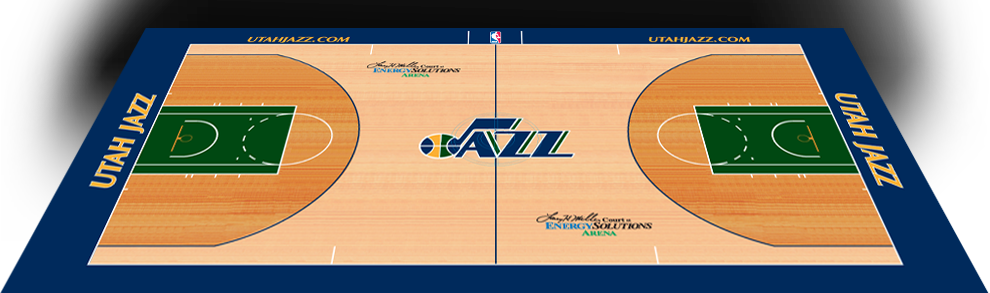 UTAHJAZZ.COM
UTAHJAZZ.COM
Larry H. Miller Court at
ENERGYSOLUTIONS
ARENA
UTAH JAZZ
JAZZ
UTAH JAZZ
Larry H. Miller Court at
ENERGYSOLUTIONS
ARENA